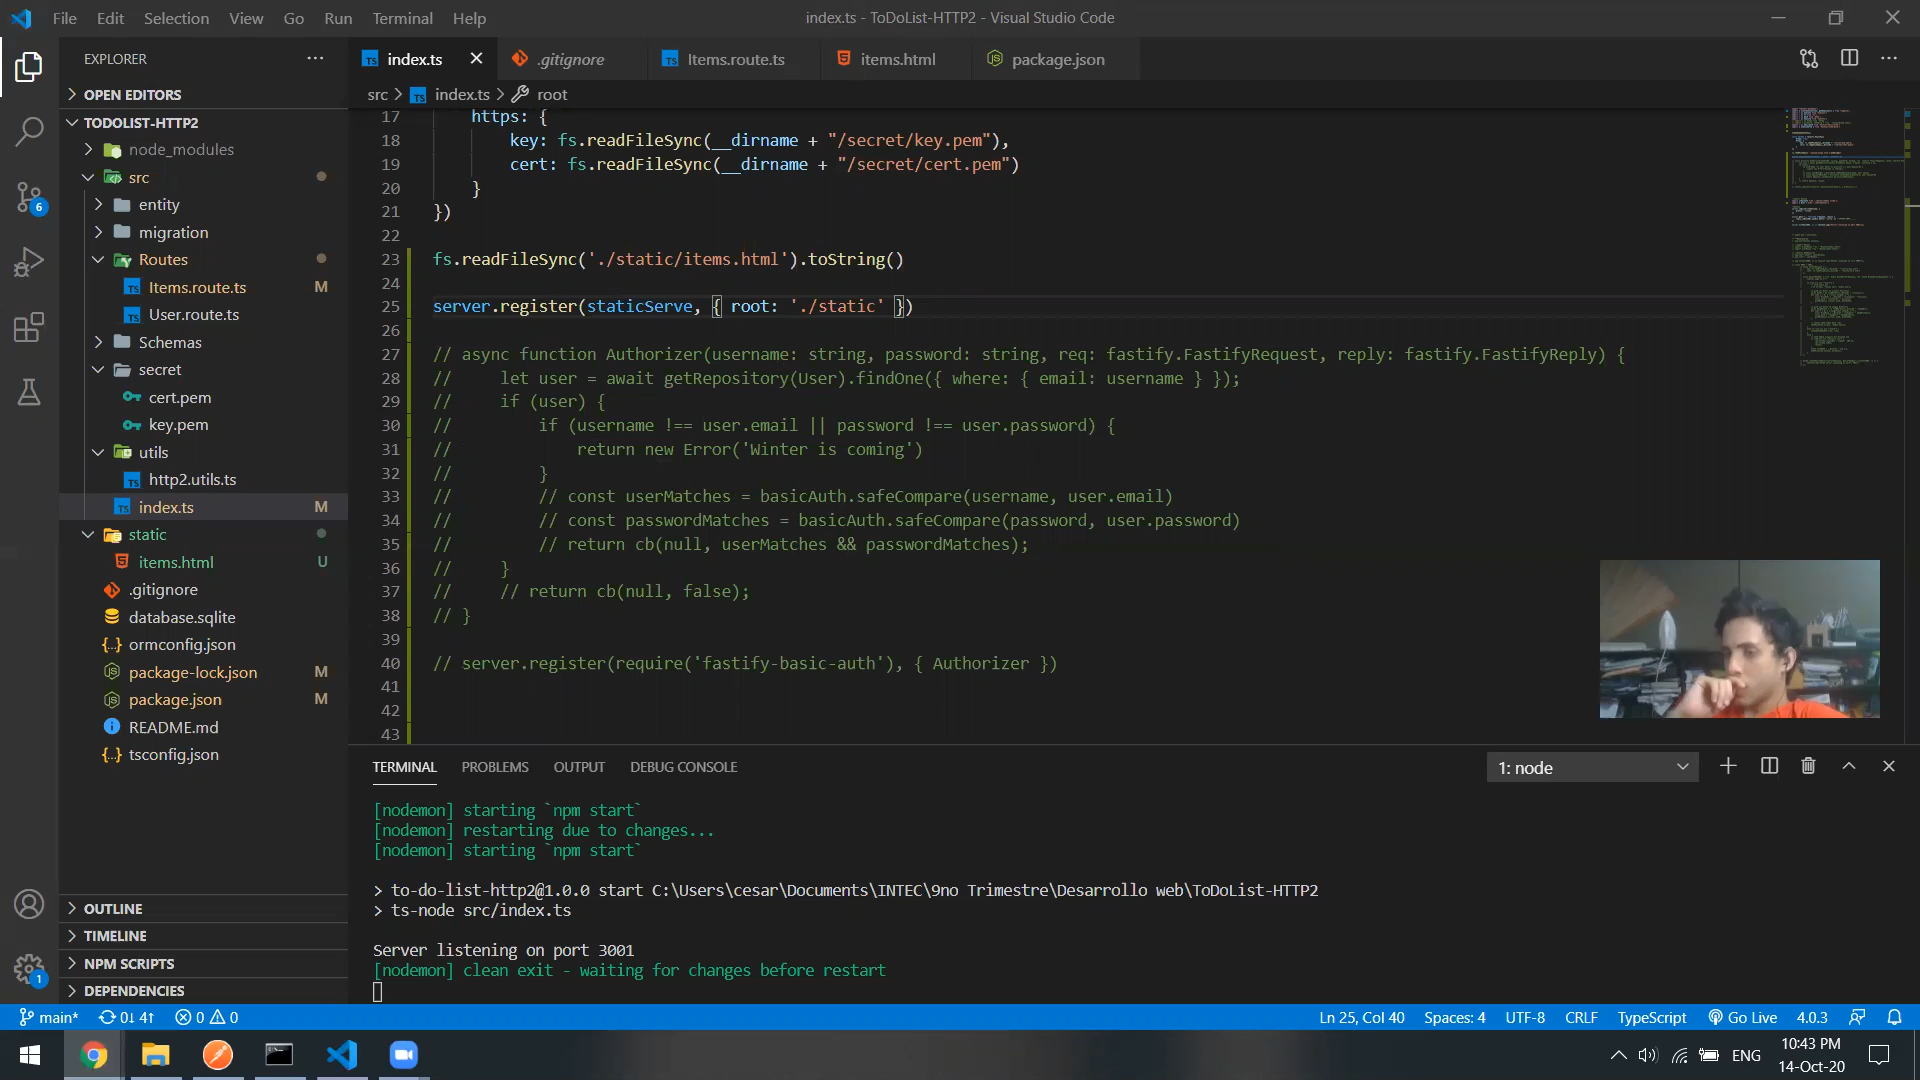 File Edit Selection View Go Run Terminal Help
index.ts - ToDoList-HTTP2 - Visual Studio Code
EXPLORER
index.ts
.gitignore
Items.route.ts
items.html
package.json
OPEN EDITORS
src > index.ts > root
TODOLIST-HTTP2
node_modules
src
entity
migration
Routes
Items.route.ts M
User.route.ts
Schemas
secret
cert.pem
key.pem
utils
http2.utils.ts
index.ts M
static
items.html U
.gitignore
database.sqlite
ormconfig.json
package-lock.json M
package.json M
README.md
tsconfig.json
OUTLINE
TIMELINE
NPM SCRIPTS
DEPENDENCIES
6
1
17 https: {
18 key: fs.readFileSync(__dirname + "/secret/key.pem"),
19 cert: fs.readFileSync(__dirname + "/secret/cert.pem")
20 }
21 })
22
23 fs.readFileSync('./static/items.html').toString()
24
25 server.register(staticServe, { root: './static' })
26
27 // async function Authorizer(username: string, password: string, req: fastify.FastifyRequest, reply: fastify.FastifyReply) {
28 // let user = await getRepository(User).findOne({ where: { email: username } });
29 // if (user) {
30 // if (username !== user.email || password !== user.password) {
31 // return new Error('Winter is coming')
32 // }
33 // // const userMatches = basicAuth.safeCompare(username, user.email)
34 // // const passwordMatches = basicAuth.safeCompare(password, user.password)
35 // // return cb(null, userMatches && passwordMatches);
36 // }
37 // // return cb(null, false);
38 // }
39
40 // server.register(require('fastify-basic-auth'), { Authorizer })
41
42
43
TERMINAL PROBLEMS OUTPUT DEBUG CONSOLE
1: node
[nodemon] starting `npm start`
[nodemon] restarting due to changes...
[nodemon] starting `npm start`
> to-do-list-http2@1.0.0 start C:\Users\cesar\Documents\INTEC\9no Trimestre\Desarrollo web\ToDoList-HTTP2
> ts-node src/index.ts
Server listening on port 3001
[nodemon] clean exit - waiting for changes before restart
main* 0↓ 4↑ 0 0
Ln 25, Col 40 Spaces: 4 UTF-8 CRLF TypeScript Go Live 4.0.3
ENG
10:43 PM
14-Oct-20